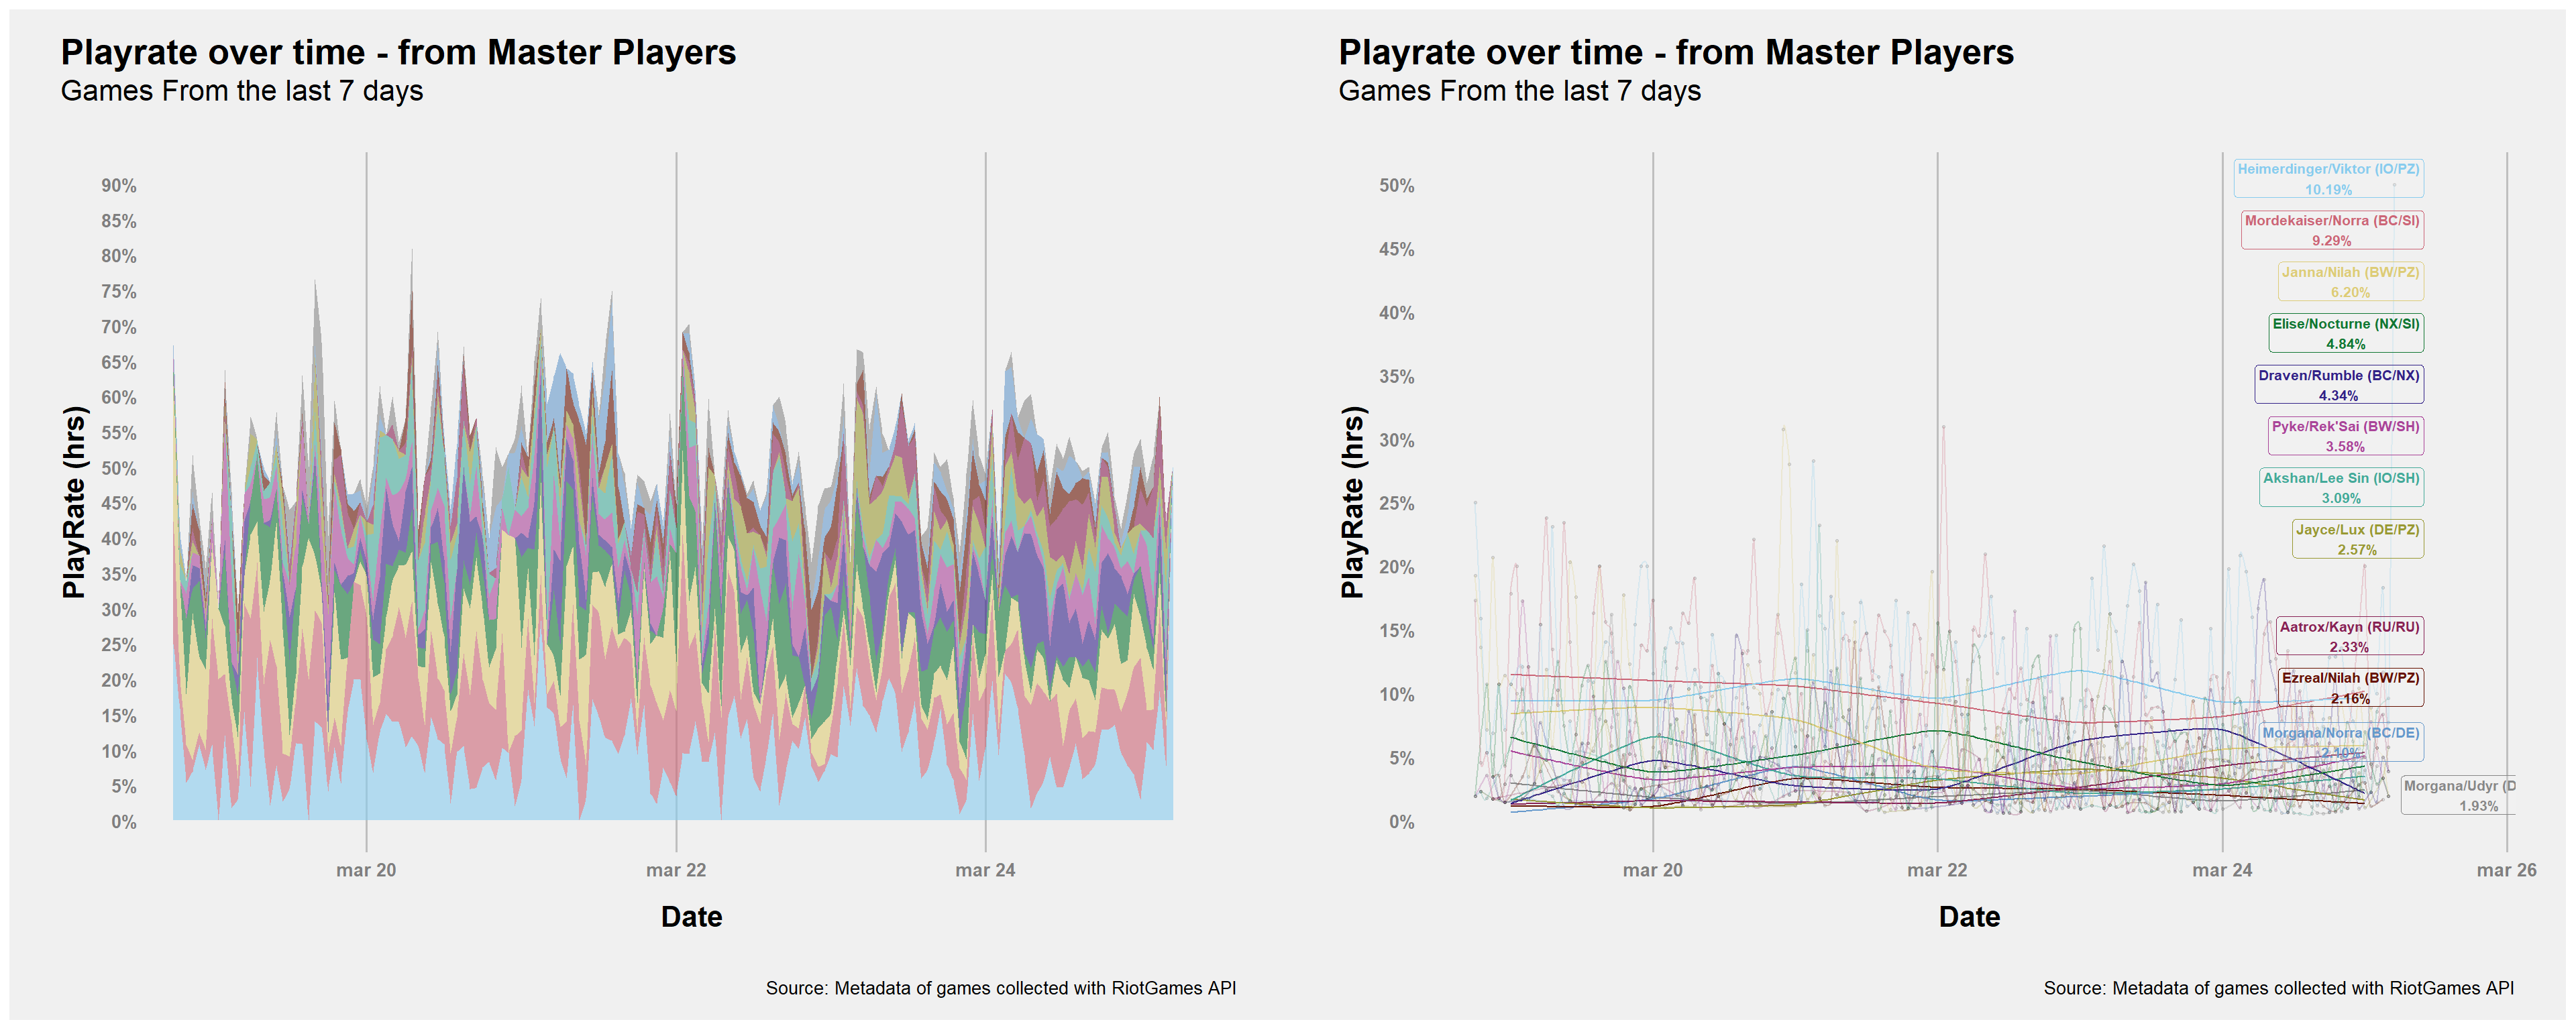 Playrate over time - from Master Players
Games From the last 7 days
PlayRate (hrs)
90%
85%
80%
75%
70%
65%
60%
55%
50%
45%
40%
35%
30%
25%
20%
15%
10%
5%
0%
mar 20
mar 22
mar 24
Date
Source: Metadata of games collected with RiotGames API
Playrate over time - from Master Players
Games From the last 7 days
PlayRate (hrs)
50%
45%
40%
35%
30%
25%
20%
15%
10%
5%
0%
Heimerdinger/Viktor (IO/PZ)
10.19%
Mordekaiser/Norra (BC/SI)
9.29%
Janna/Nilah (BW/PZ)
6.20%
Elise/Nocturne (NX/SI)
4.84%
Draven/Rumble (BC/NX)
4.34%
Pyke/Rek'Sai (BW/SH)
3.58%
Akshan/Lee Sin (IO/SH)
3.09%
Jayce/Lux (DE/PZ)
2.57%
Aatrox/Kayn (RU/RU)
2.33%
Ezreal/Nilah (BW/PZ)
2.16%
Morgana/Norra (BC/DE)
2.10%
Morgana/Udyr (D
1.93%
mar 20
mar 22
mar 24
mar 26
Date
Source: Metadata of games collected with RiotGames API